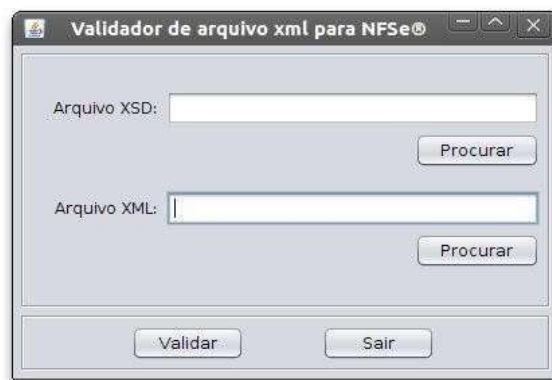 Validador de arquivo xml para NFSe®
Arquivo XSD:
Procurar
Arquivo XML:
Procurar
Validar Sair